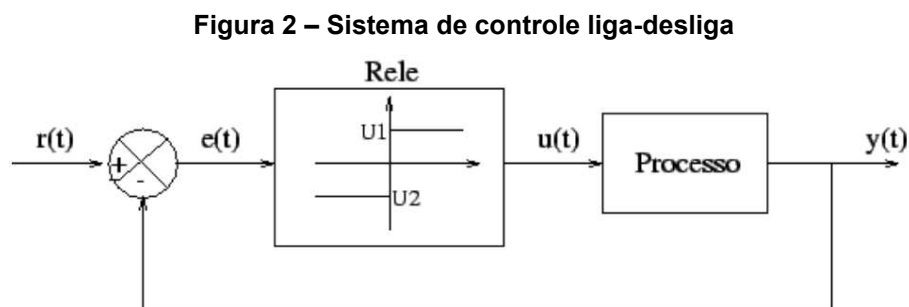 Figura 2 – Sistema de controle liga-desliga
Rele
r(t)
+
-
e(t)
U1
U2
u(t)
Processo
y(t)